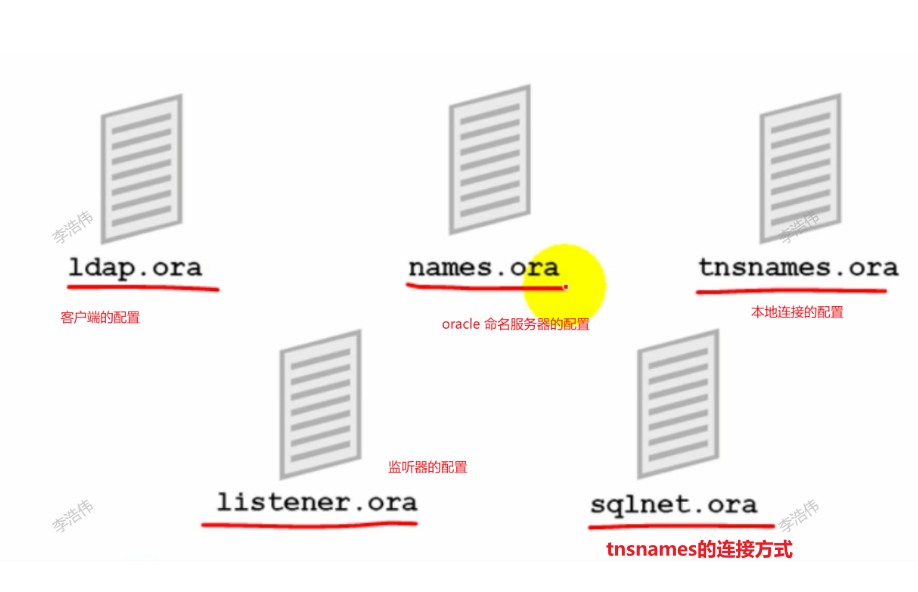 李浩伟
李浩伟
ldap.ora
names.ora
tnsnames.ora
客户端的配置
oracle 命名服务器的配置
本地连接的配置
监听器的配置
listener.ora
sqlnet.ora
李浩伟
李浩伟
tnsnames的连接方式